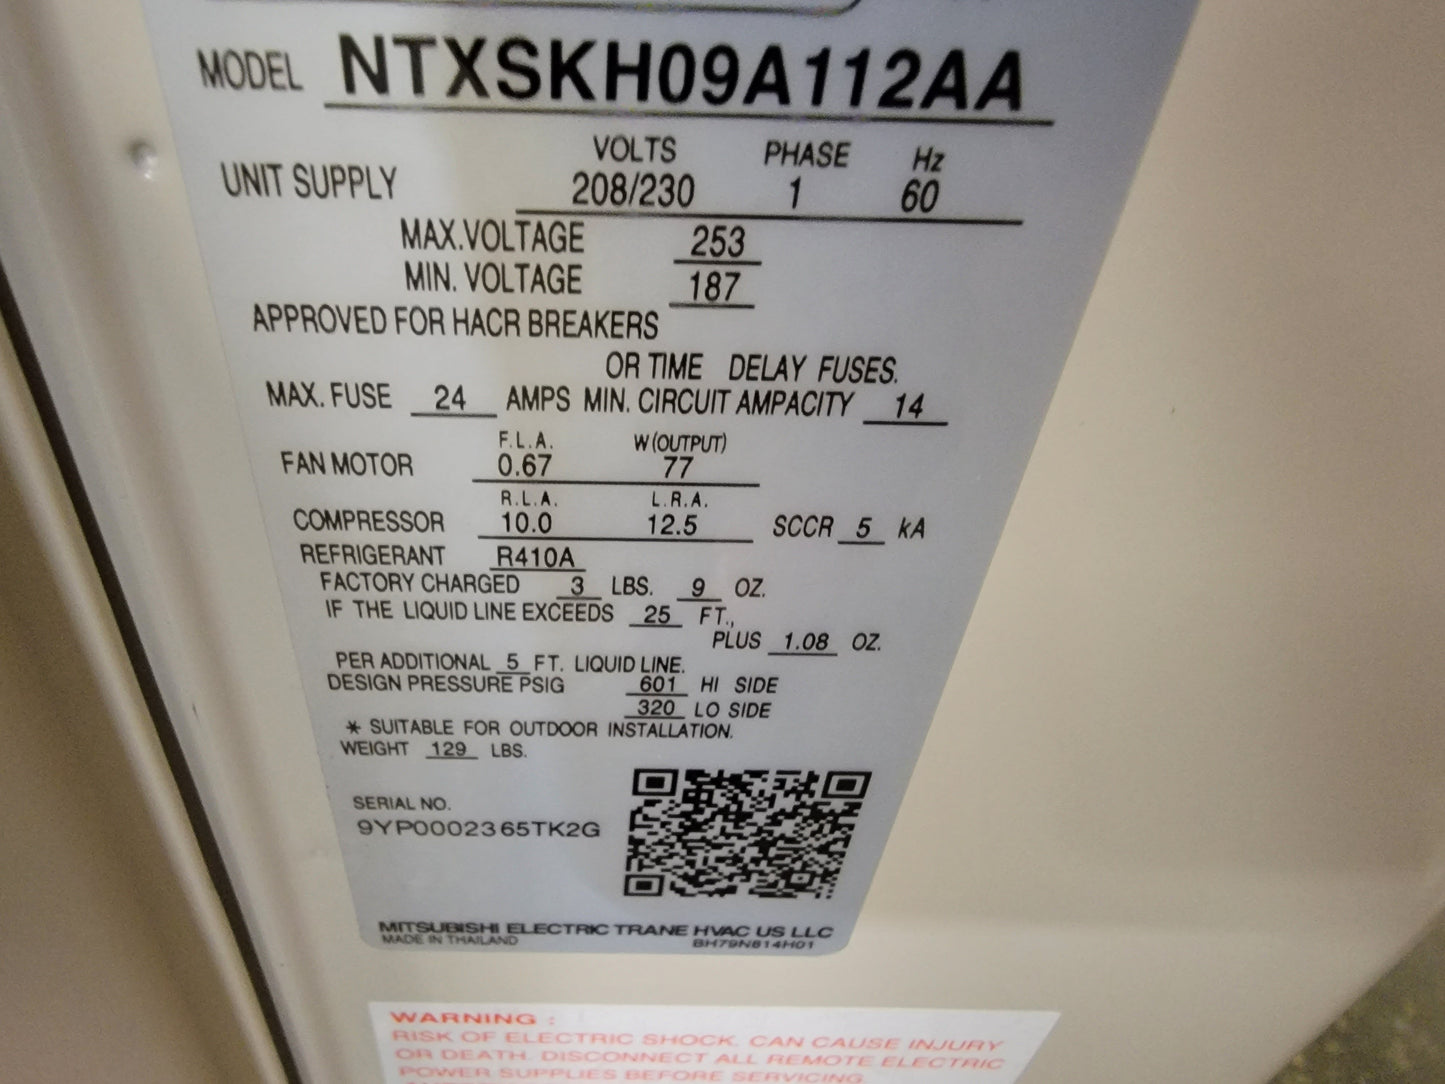 MODEL NTXSKH09A112AA
VOLTS PHASE Hz
UNIT SUPPLY 208/230 1 60
MAX.VOLTAGE 253
MIN. VOLTAGE 187
APPROVED FOR HACR BREAKERS
OR TIME DELAY FUSES.
MAX. FUSE 24 AMPS MIN. CIRCUIT AMPACITY 14
F.L.A. W(OUTPUT)
FAN MOTOR 0.67 77
R.L.A. L.R.A.
COMPRESSOR 10.0 12.5 SCCR 5 kA
REFRIGERANT R410A
FACTORY CHARGED 3 LBS. 9 OZ.
IF THE LIQUID LINE EXCEEDS 25 FT.,
PLUS 1.08 OZ.
PER ADDITIONAL 5 FT. LIQUID LINE.
DESIGN PRESSURE PSIG 601 HI SIDE
320 LO SIDE
* SUITABLE FOR OUTDOOR INSTALLATION.
WEIGHT 129 LBS.
SERIAL NO.
9YP0002365TK2G
MITSUBISHI ELECTRIC TRANE HVAC US LLC
MADE IN THAILAND BH79N814H01
WARNING :
RISK OF ELECTRIC SHOCK. CAN CAUSE INJURY
OR DEATH. DISCONNECT ALL REMOTE ELECTRIC
POWER SUPPLIES BEFORE SERVICING